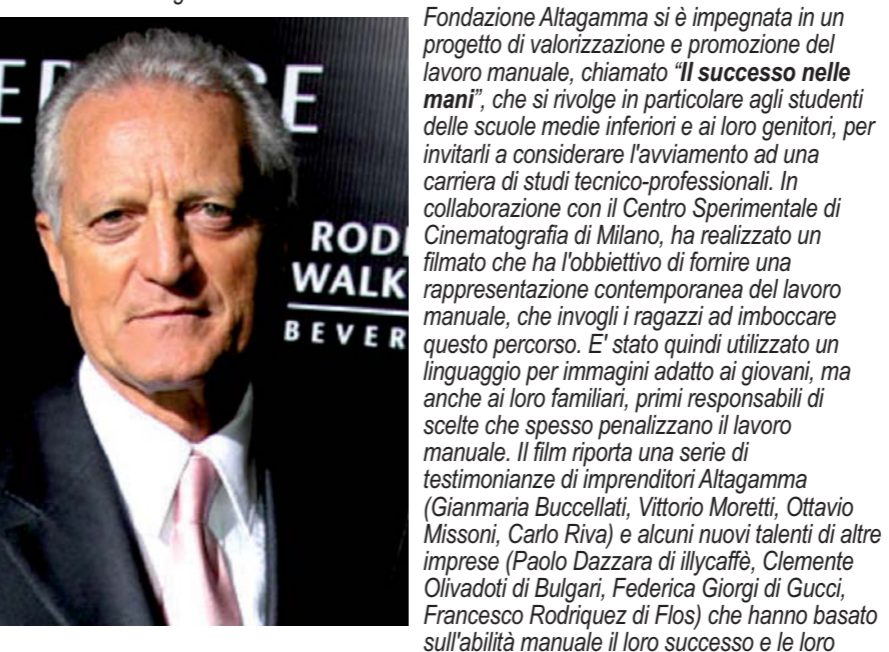 ERS
E
RODE
WALK
BEVER
Fondazione Altagamma si è impegnata in un
progetto di valorizzazione e promozione del
lavoro manuale, chiamato “Il successo nelle
mani”, che si rivolge in particolare agli studenti
delle scuole medie inferiori e ai loro genitori, per
invitarli a considerare l'avviamento ad una
carriera di studi tecnico-professionali. In
collaborazione con il Centro Sperimentale di
Cinematografia di Milano, ha realizzato un
filmato che ha l'obbiettivo di fornire una
rappresentazione contemporanea del lavoro
manuale, che invogli i ragazzi ad imboccare
questo percorso. E' stato quindi utilizzato un
linguaggio per immagini adatto ai giovani, ma
anche ai loro familiari, primi responsabili di
scelte che spesso penalizzano il lavoro
manuale. Il film riporta una serie di
testimonianze di imprenditori Altagamma
(Gianmaria Buccellati, Vittorio Moretti, Ottavio
Missoni, Carlo Riva) e alcuni nuovi talenti di altre
imprese (Paolo Dazzara di illycaffè, Clemente
Olivadoti di Bulgari, Federica Giorgi di Gucci,
Francesco Rodriquez di Flos) che hanno basato
sull'abilità manuale il loro successo e le loro